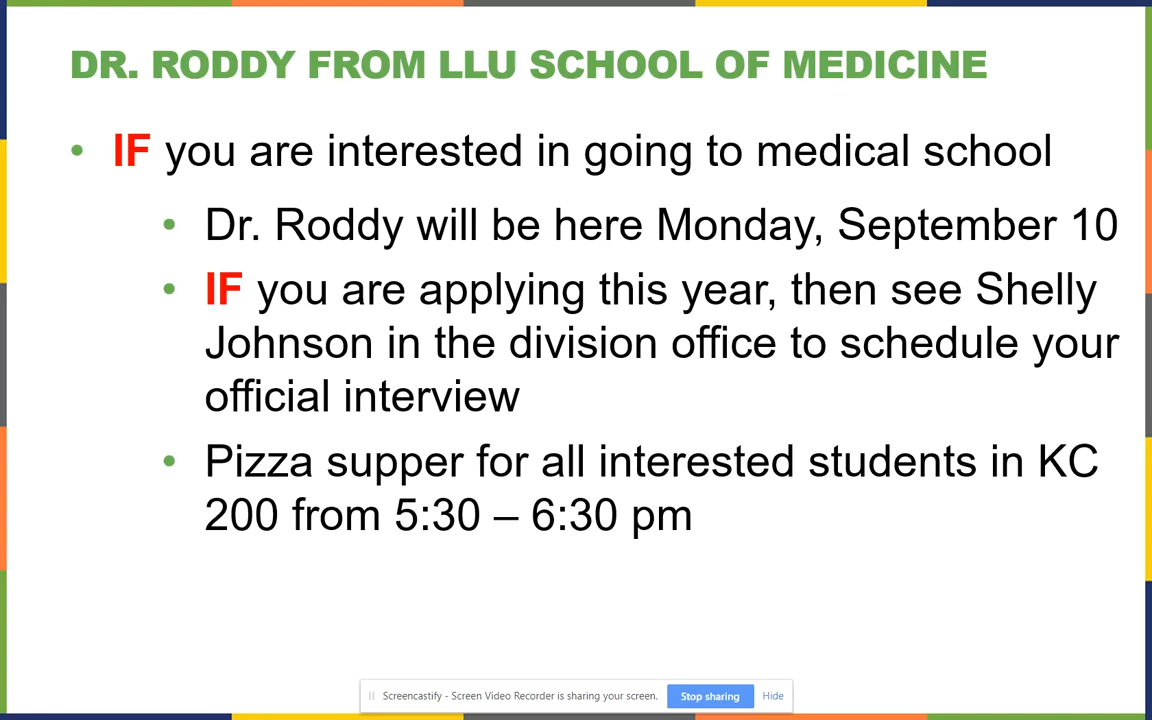 DR. RODDY FROM LLU SCHOOL OF MEDICINE
• IF you are interested in going to medical school
• Dr. Roddy will be here Monday, September 10
• IF you are applying this year, then see Shelly
Johnson in the division office to schedule your
official interview
• Pizza supper for all interested students in KC
200 from 5:30 – 6:30 pm
Screencastify - Screen Video Recorder is sharing your screen. Stop sharing Hide